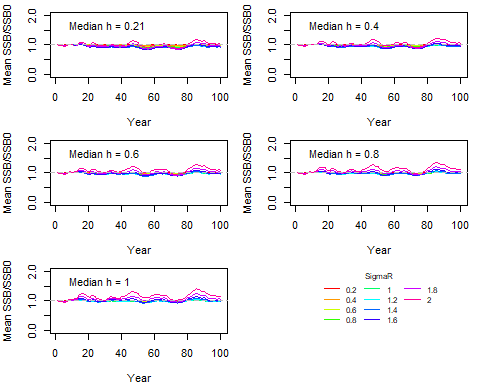 Median h = 0.21
Mean SSB/SSB0
0.0 1.0 2.0
0 20 40 60 80 100
Year
Median h = 0.4
Mean SSB/SSB0
0.0 1.0 2.0
0 20 40 60 80 100
Year
Median h = 0.6
Mean SSB/SSB0
0.0 1.0 2.0
0 20 40 60 80 100
Year
Median h = 0.8
Mean SSB/SSB0
0.0 1.0 2.0
0 20 40 60 80 100
Year
Median h = 1
Mean SSB/SSB0
0.0 1.0 2.0
0 20 40 60 80 100
Year
SigmaR
0.2 1 1.8
0.4 1.2 2
0.6 1.4
0.8 1.6